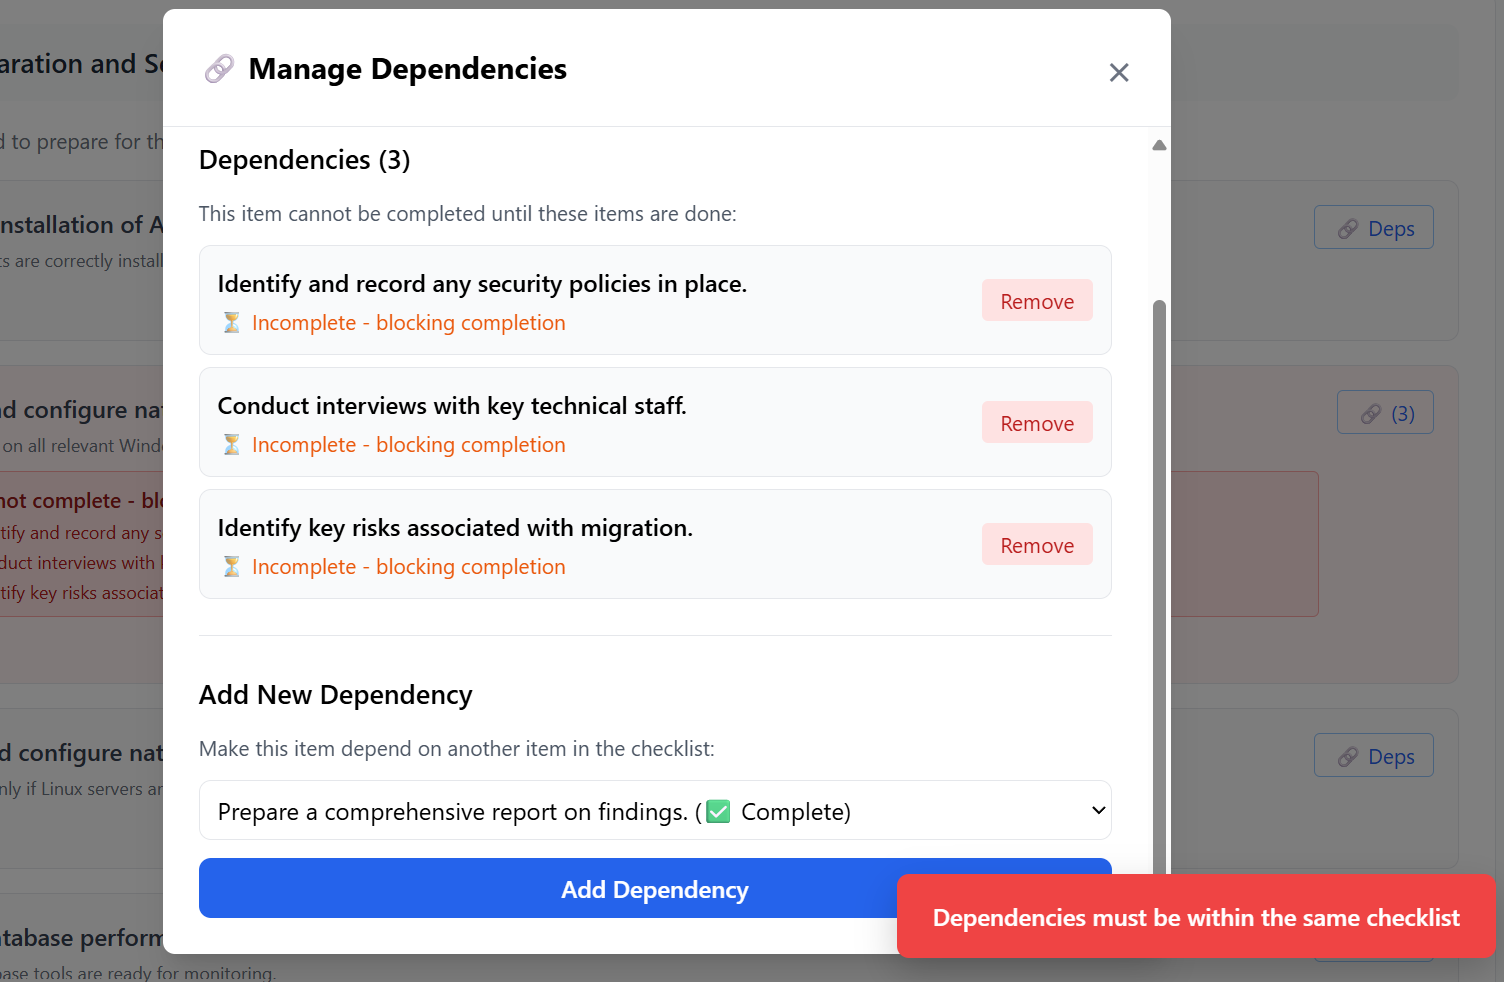 Manage Dependencies
Dependencies (3)
This item cannot be completed until these items are done:
Identify and record any security policies in place.
Incomplete - blocking completion
Remove
Conduct interviews with key technical staff.
Incomplete - blocking completion
Remove
Identify key risks associated with migration.
Incomplete - blocking completion
Remove
Add New Dependency
Make this item depend on another item in the checklist:
Prepare a comprehensive report on findings. (✅ Complete)
Add Dependency
Dependencies must be within the same checklist
aration and S
d to prepare for th
nstallation of A
ts are correctly install
Deps
nd configure na
on all relevant Wind
(3)
not complete - bl
tify and record any s
duct interviews with
tify key risks associat
d configure nat
nly if Linux servers a
Deps
tabase perform
ase tools are ready for monitoring.